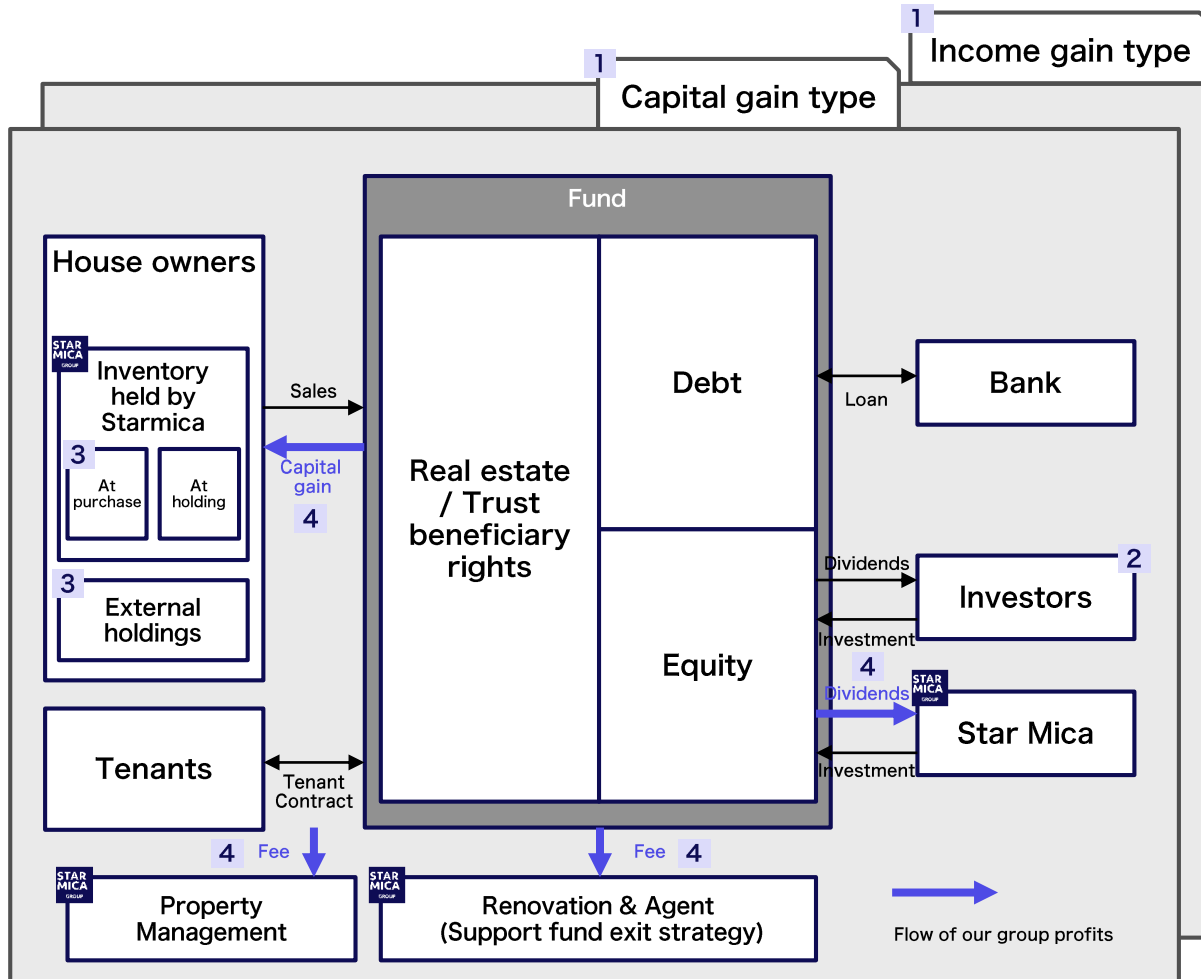 1
Income gain type
1
Capital gain type
Fund
House owners
STAR
MICA
GROUP
Inventory
held by
Starmica
3
At
purchase
At
holding
3
External
holdings
Sales
Capital
gain
4
Real estate
/ Trust
beneficiary
rights
Debt
Equity
Loan
Bank
Dividends
Investment
2
Investors
4
Dividends
Investment
STAR
MICA
GROUP
Star Mica
Tenants
Tenant
Contract
4
Fee
Fee
4
STAR
MICA
GROUP
Property
Management
STAR
MICA
GROUP
Renovation & Agent
(Support fund exit strategy)
Flow of our group profits